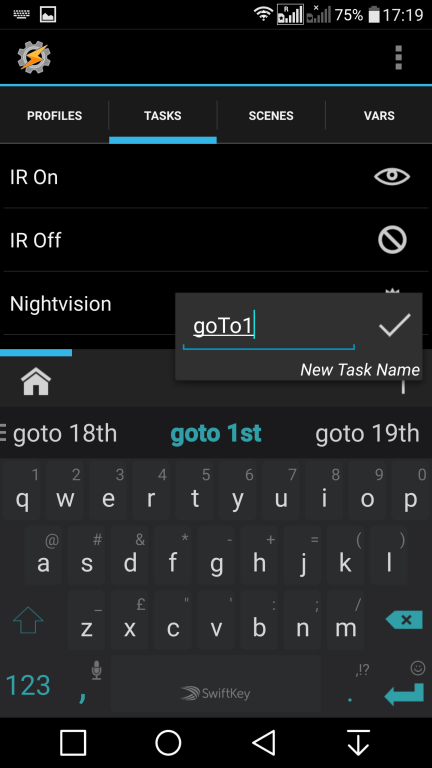 R
x
75%
17:19
PROFILES
TASKS
SCENES
VARS
IR On
IR Off
Nightvision
goTo1
New Task Name
goto 18th
goto 1st
goto 19th
1 2 3 4 5 6 7 8 9 0
q w e r t y u i o p
@ # & * - + = ( )
a s d f g h j k l
_ £ " ' : ; /
z x c v b n m
123
,
SwiftKey
,!?
.